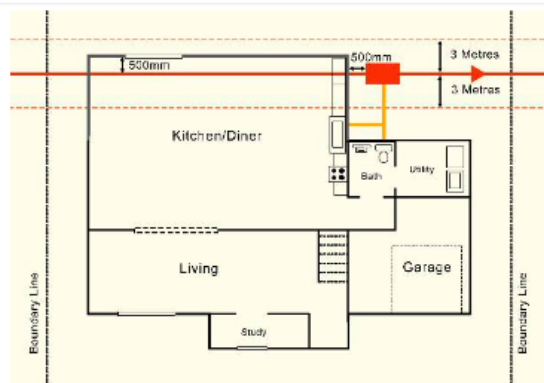 500mm
3 Metres
500mm
3 Metres
Kitchen/Diner
Bath
Utility
Living
Garage
Study
Boundary Line
Boundary Line